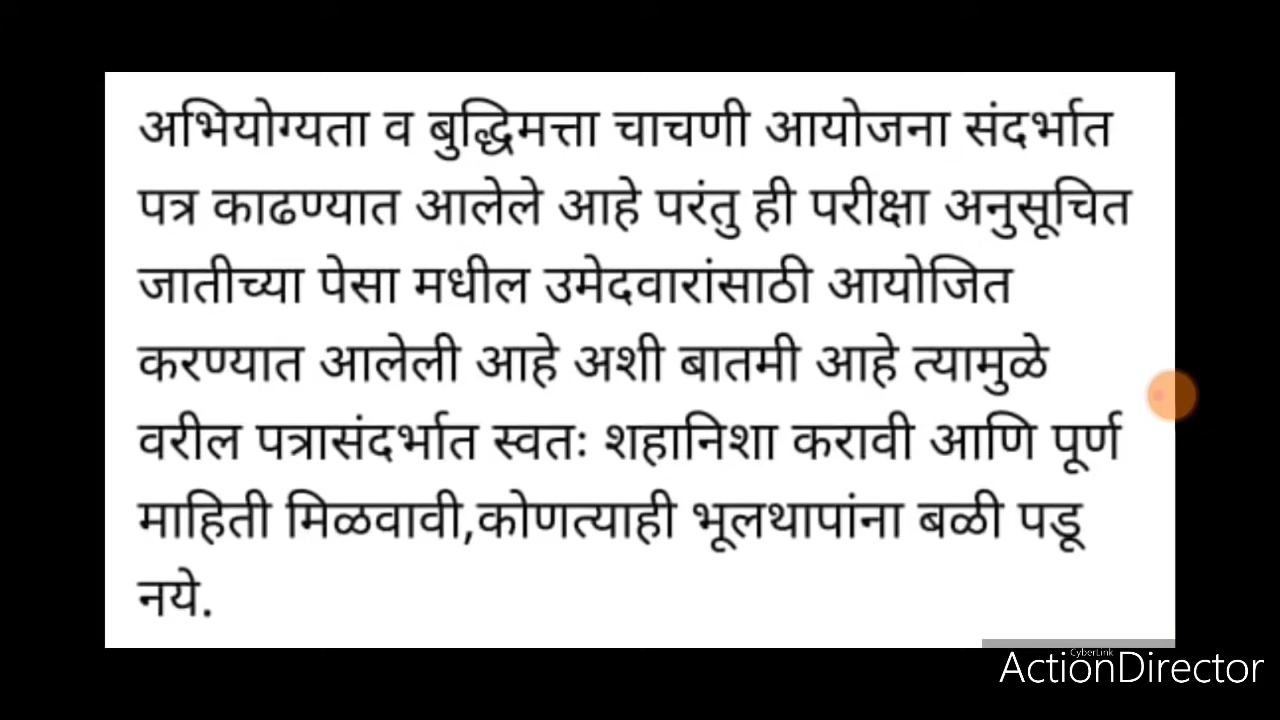 अभियोग्यता व बुद्धिमत्ता चाचणी आयोजना संदर्भात
पत्र काढण्यात आलेले आहे परंतु ही परीक्षा अनुसूचित
जातीच्या पेसा मधील उमेदवारांसाठी आयोजित
करण्यात आलेली आहे अशी बातमी आहे त्यामुळे
वरील पत्रासंदर्भात स्वतः शहानिशा करावी आणि पूर्ण
माहिती मिळवावी,कोणत्याही भूलथापांना बळी पडू
नये.
CyberLink
ActionDirector